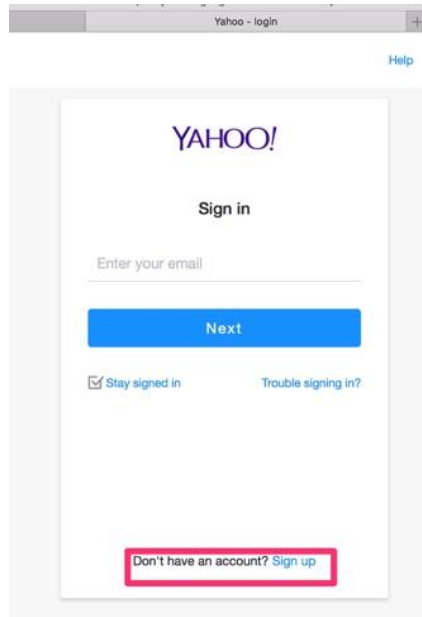 Yahoo - login
Help
YAHOO!
Sign in
Enter your email
Next
Stay signed in
Trouble signing in?
Don't have an account? Sign up